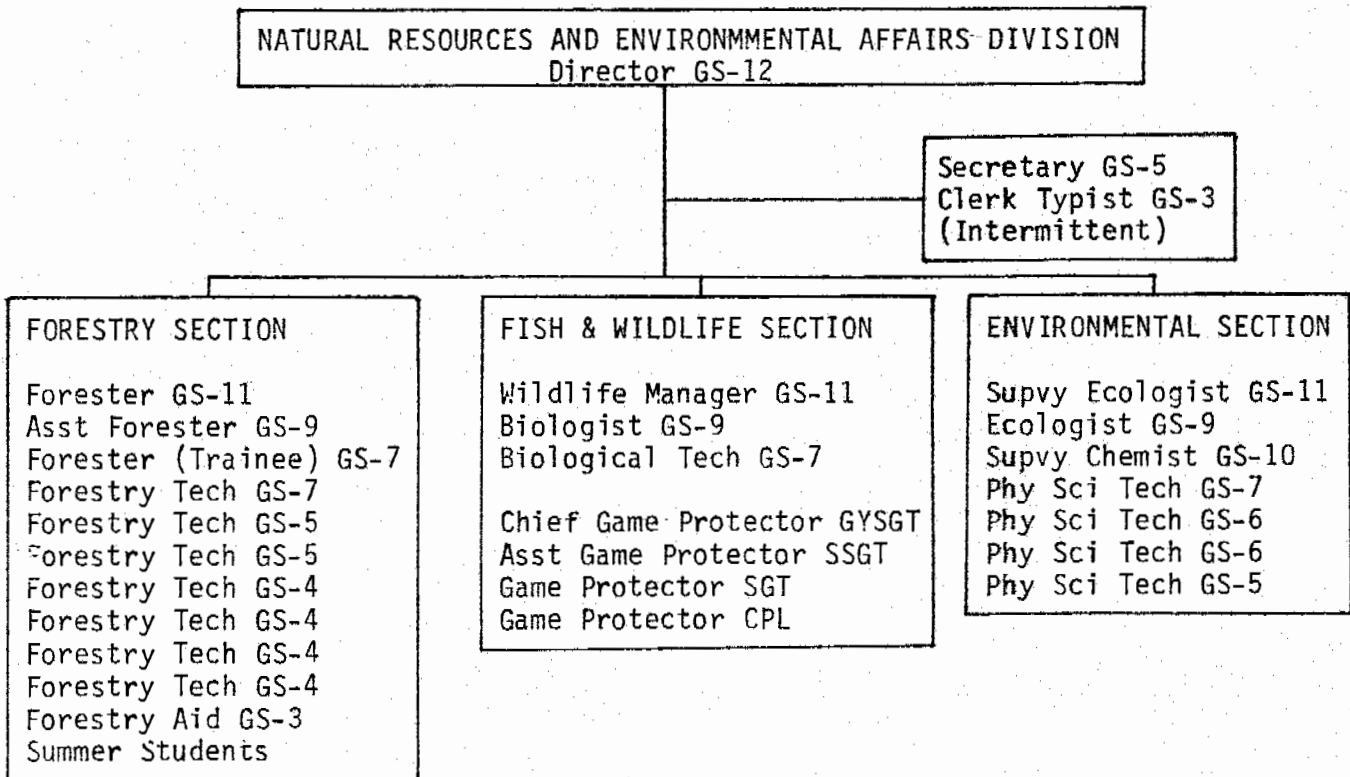 NATURAL RESOURCES AND ENVIRONMMENTAL AFFAIRS DIVISION
Director GS-12
Secretary GS-5
Clerk Typist GS-3
(Intermittent)
FORESTRY SECTION
Forester GS-11
Asst Forester GS-9
Forester (Trainee) GS-7
Forestry Tech GS-7
Forestry Tech GS-5
Forestry Tech GS-5
Forestry Tech GS-4
Forestry Tech GS-4
Forestry Tech GS-4
Forestry Tech GS-4
Forestry Aid GS-3
Summer Students
FISH & WILDLIFE SECTION
Wildlife Manager GS-11
Biologist GS-9
Biological Tech GS-7
Chief Game Protector GYSGT
Asst Game Protector SSGT
Game Protector SGT
Game Protector CPL
ENVIRONMENTAL SECTION
Supvy Ecologist GS-11
Ecologist GS-9
Supvy Chemist GS-10
Phy Sci Tech GS-7
Phy Sci Tech GS-6
Phy Sci Tech GS-6
Phy Sci Tech GS-5